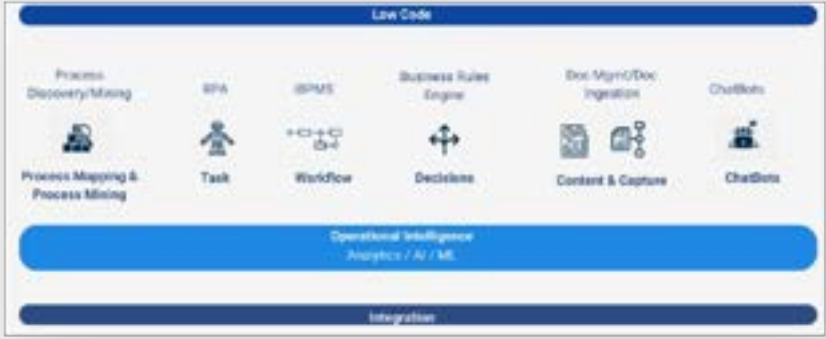 Low Code
Process
Discovery/Mining
RPA
iBPMS
Business Rules
Engine
Doc Mgmt/Doc
Ingestion
ChatBots
Process Mapping &
Process Mining
Task
Workflow
Decisions
Content & Capture
ChatBots
Operational Intelligence
Analytics / AI / ML
Integration